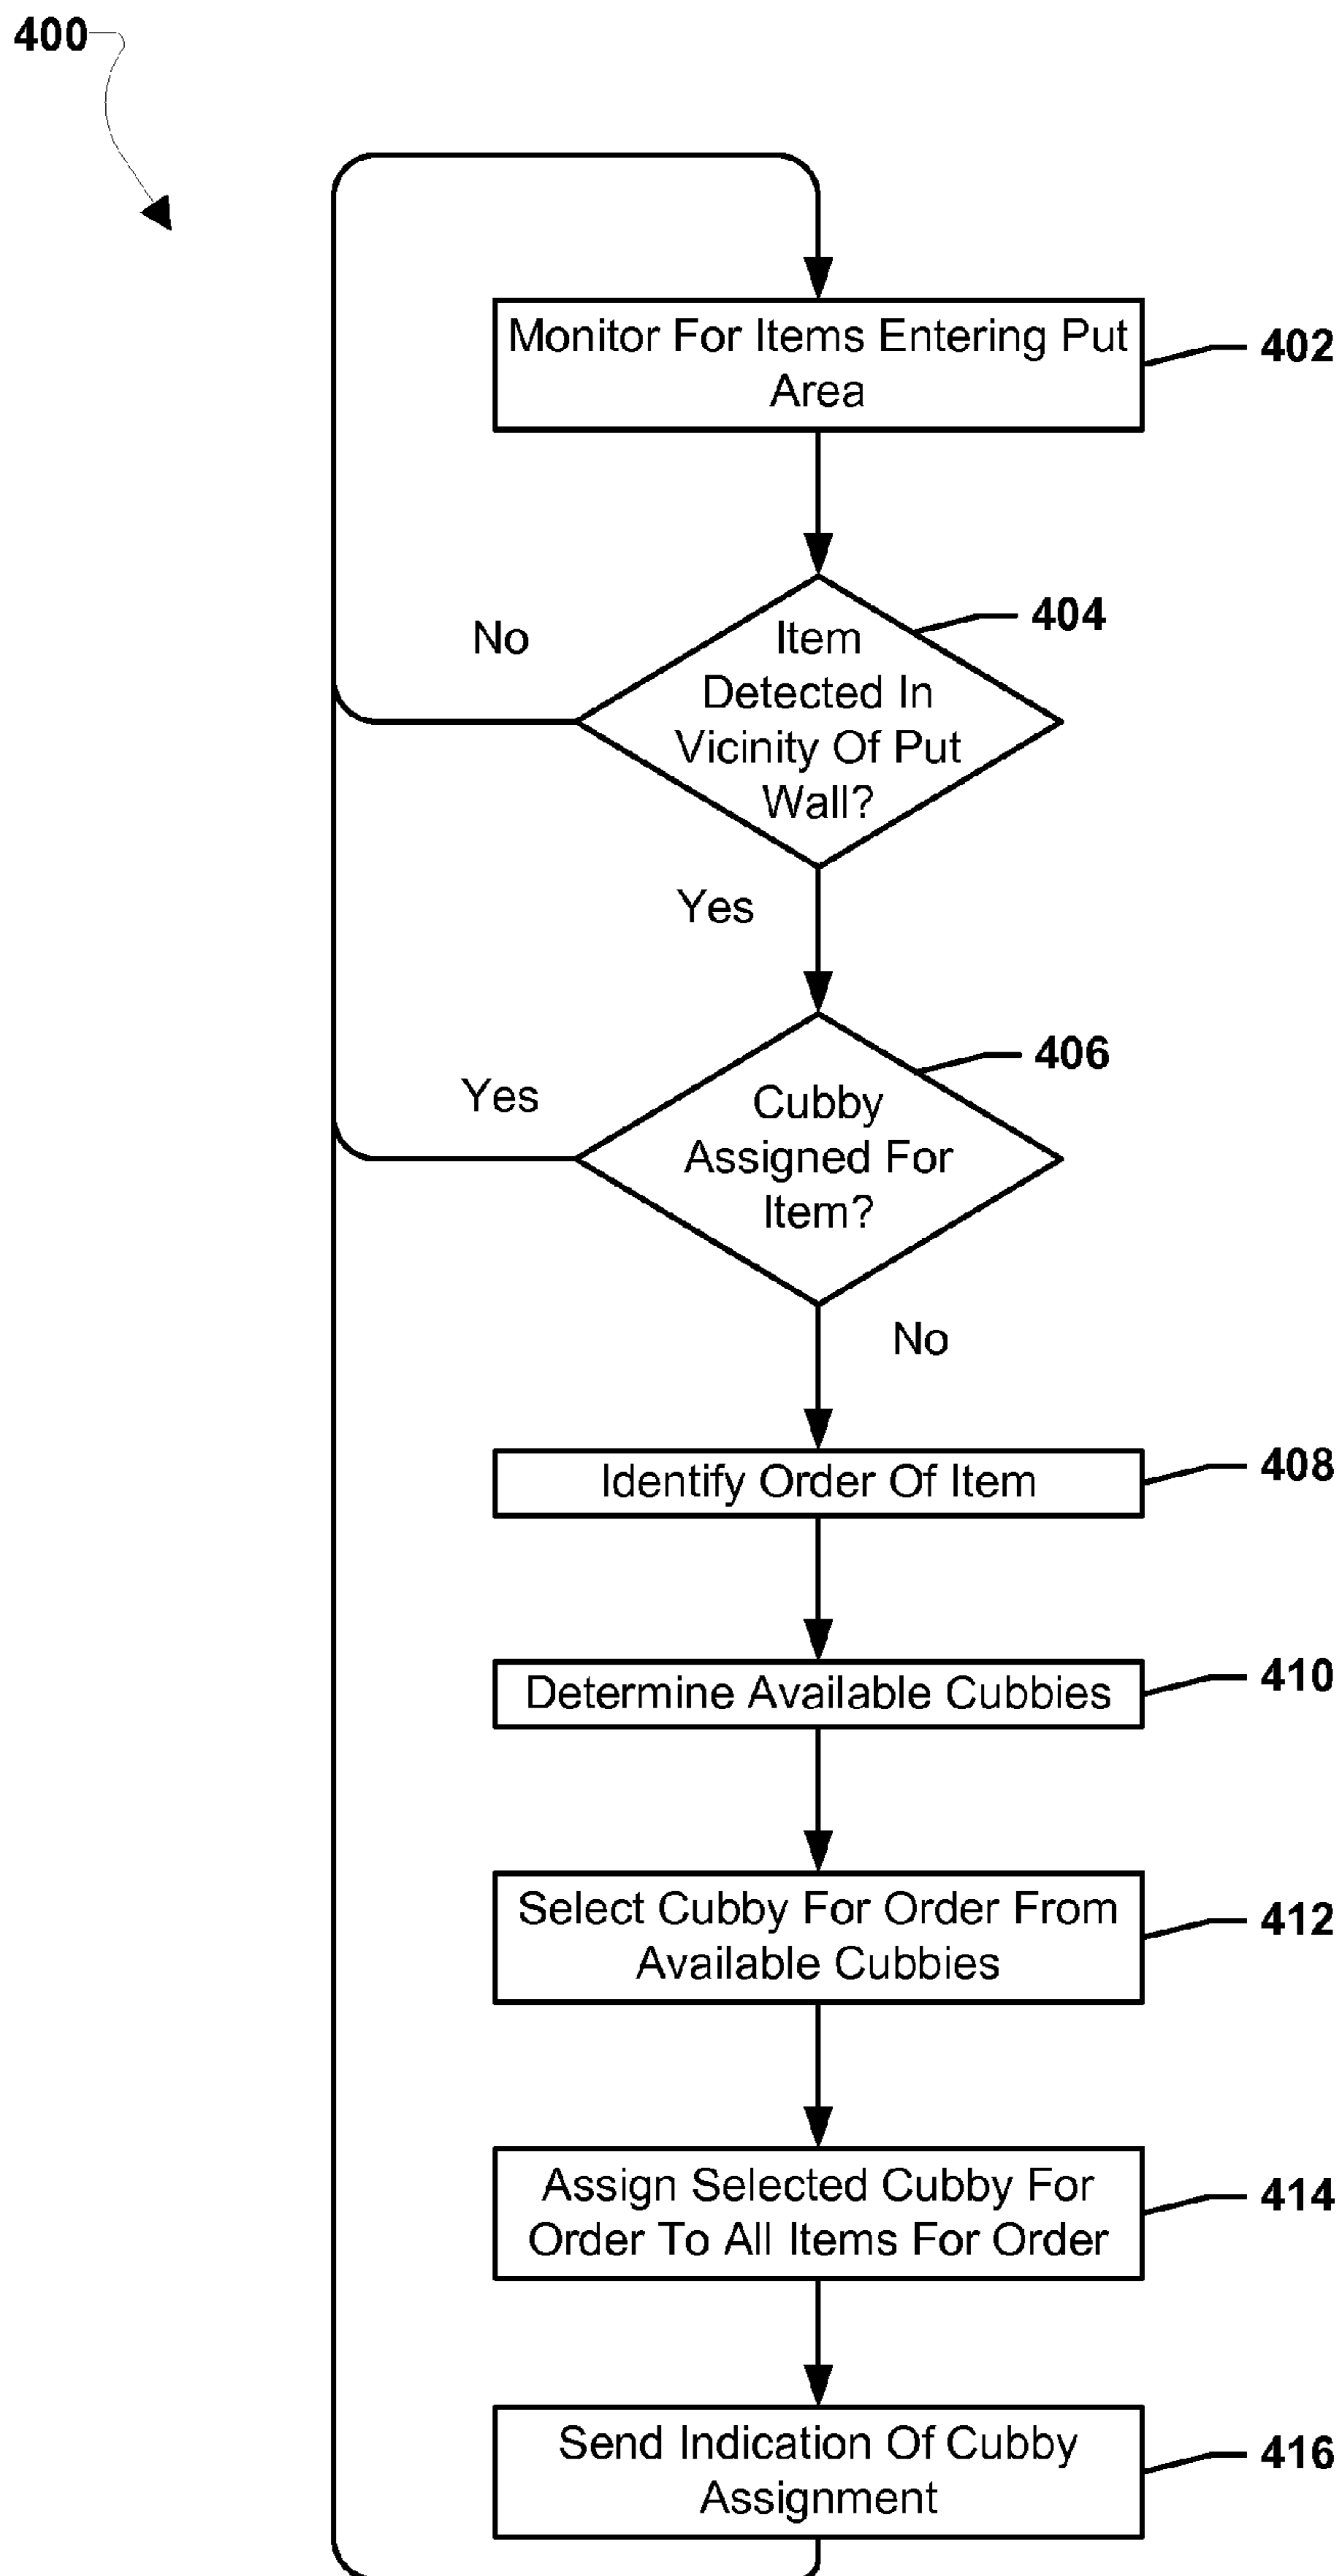 400
Monitor For Items Entering Put
Area
402
Item
Detected In
Vicinity Of Put
Wall?
404
No
Yes
Cubby
Assigned For
Item?
406
Yes
No
Identify Order Of Item
408
Determine Available Cubbies
410
Select Cubby For Order From
Available Cubbies
412
Assign Selected Cubby For
Order To All Items For Order
414
Send Indication Of Cubby
Assignment
416